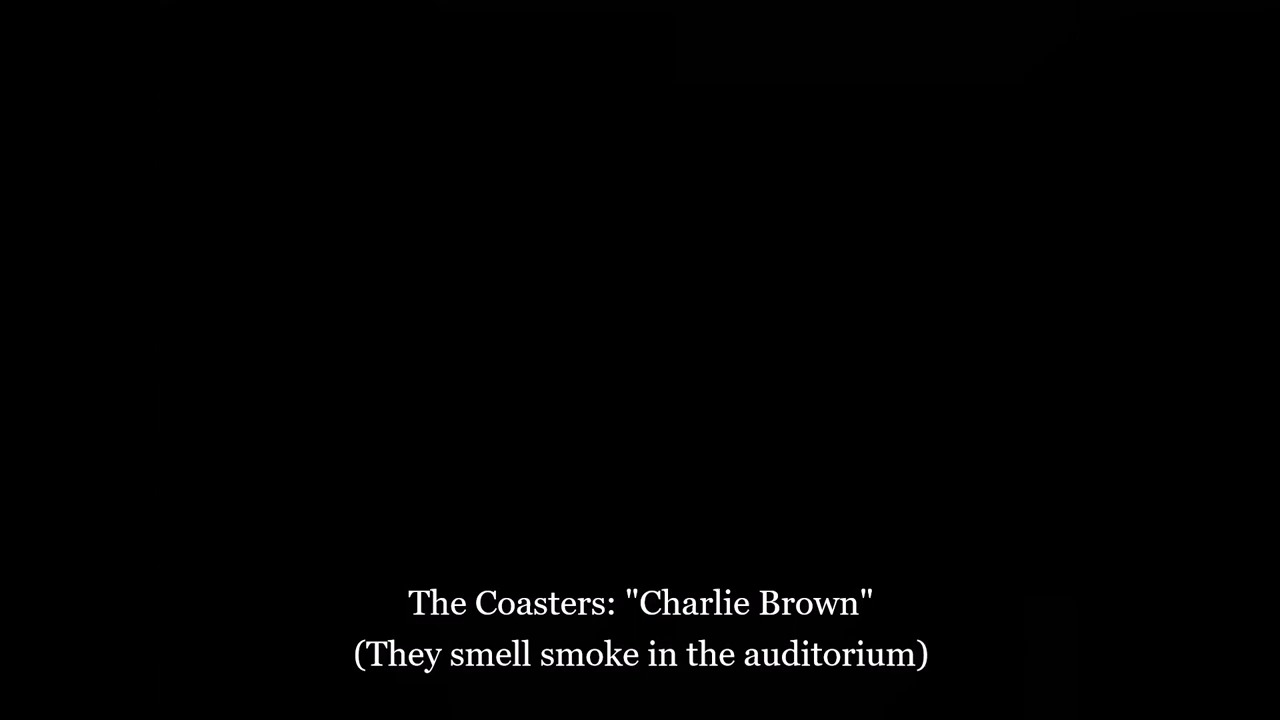 The Coasters: "Charlie Brown"
(They smell smoke in the auditorium)